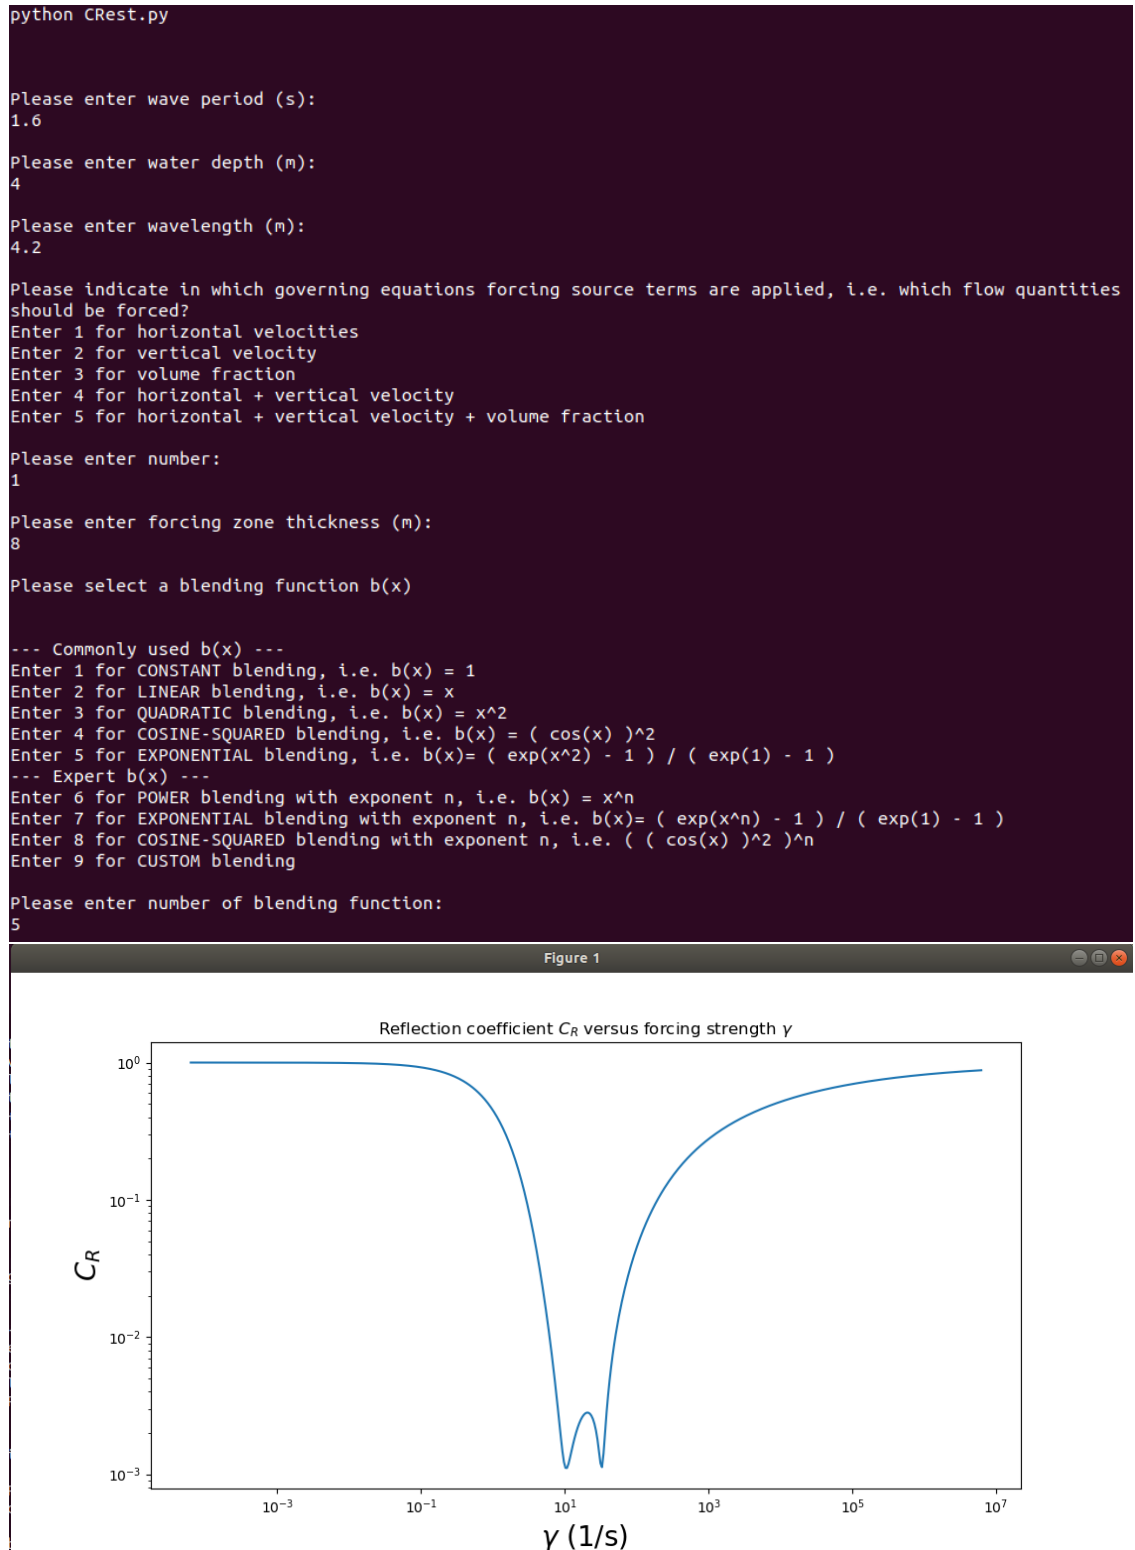 python CRest.py
Please enter wave period (s):
1.6
Please enter water depth (m):
4
Please enter wavelength (m):
4.2
Please indicate in which governing equations forcing source terms are applied, i.e. which flow quantities
should be forced?
Enter 1 for horizontal velocities
Enter 2 for vertical velocity
Enter 3 for volume fraction
Enter 4 for horizontal + vertical velocity
Enter 5 for horizontal + vertical velocity + volume fraction
Please enter number:
1
Please enter forcing zone thickness (m):
8
Please select a blending function b(x)
--- Commonly used b(x) ---
Enter 1 for CONSTANT blending, i.e. b(x) = 1
Enter 2 for LINEAR blending, i.e. b(x) = x
Enter 3 for QUADRATIC blending, i.e. b(x) = x^2
Enter 4 for COSINE-SQUARED blending, i.e. b(x) = ( cos(x) )^2
Enter 5 for EXPONENTIAL blending, i.e. b(x)= ( exp(x^2) - 1 ) / ( exp(1) - 1 )
--- Expert b(x) ---
Enter 6 for POWER blending with exponent n, i.e. b(x) = x^n
Enter 7 for EXPONENTIAL blending with exponent n, i.e. b(x)= ( exp(x^n) - 1 ) / ( exp(1) - 1 )
Enter 8 for COSINE-SQUARED blending with exponent n, i.e. ( ( cos(x) )^2 )^n
Enter 9 for CUSTOM blending
Please enter number of blending function:
5
Figure 1
Reflection coefficient C_R versus forcing strength γ
10^0
10^-1
10^-2
10^-3
C_R
10^-3 10^-1 10^1 10^3 10^5 10^7
γ (1/s)